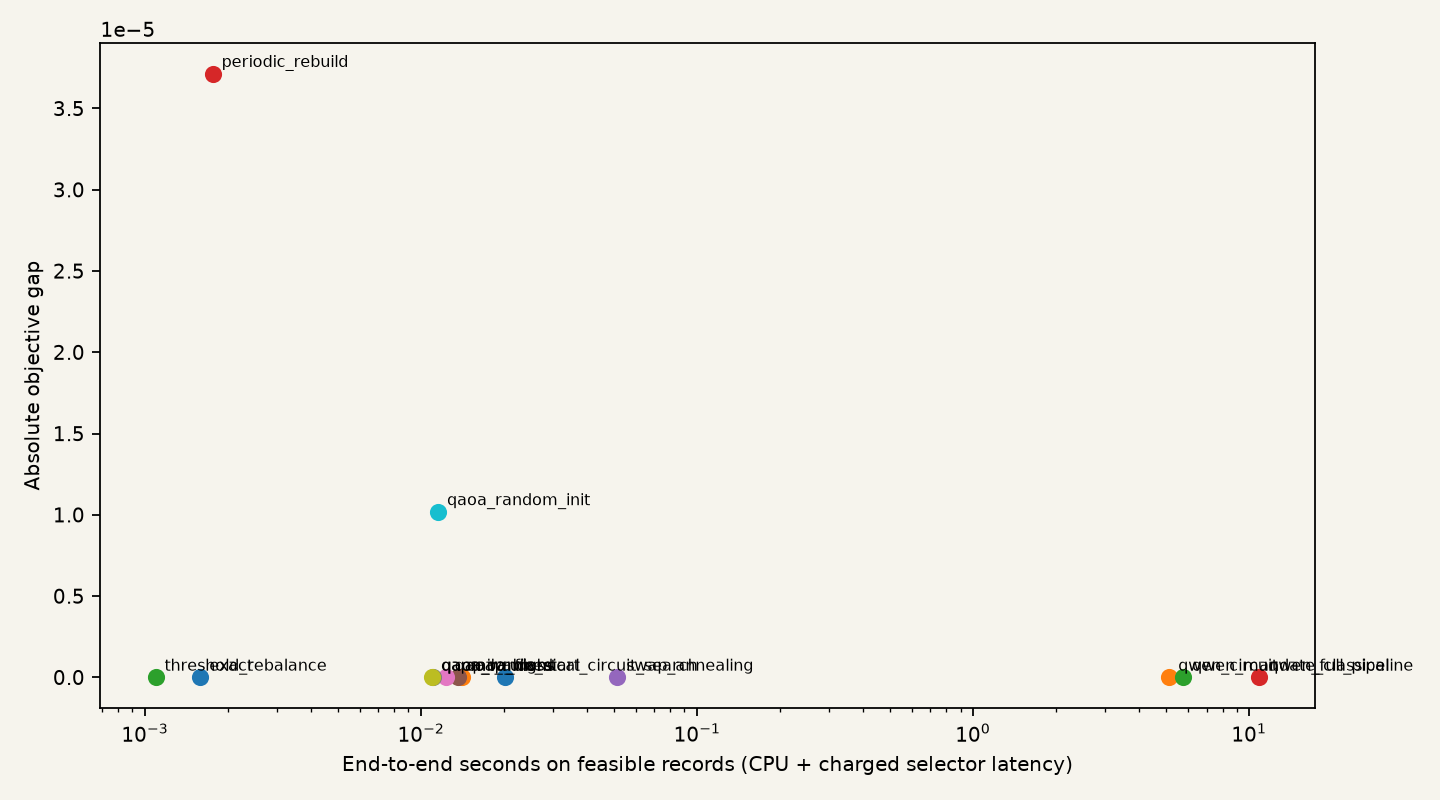 1e−5
periodic_rebuild
3.5
3.0
2.5
2.0
1.5
qaoa_random_init
1.0
0.5
threshold_rebalance
exact
swap_annealing
qwen_full_pipeline
0.0
10−3
10−2
10−1
100
101
End-to-end seconds on feasible records (CPU + charged selector latency)
Absolute objective gap